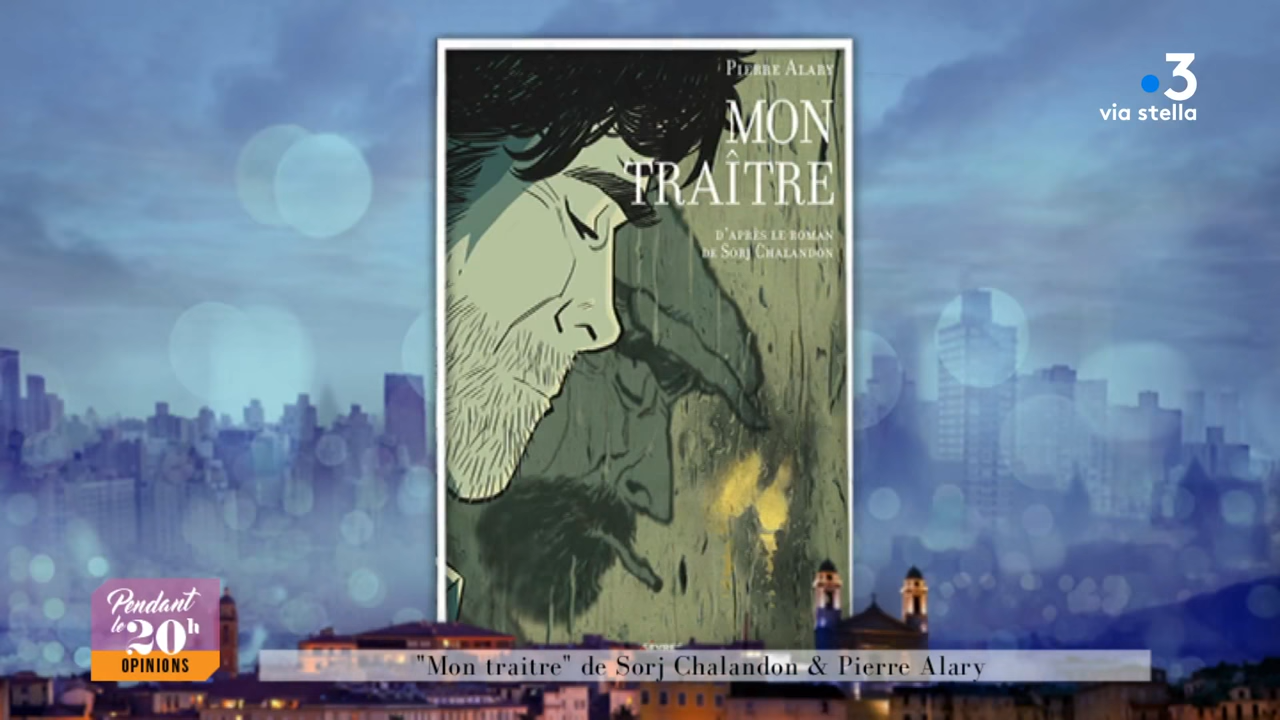 Pierre Alary
MON
TRAÎTRE
d'après le roman
de Sorj Chalandon
3
via stella
Pendant
le 20h
OPINIONS
"Mon traitre" de Sorj Chalandon & Pierre Alary